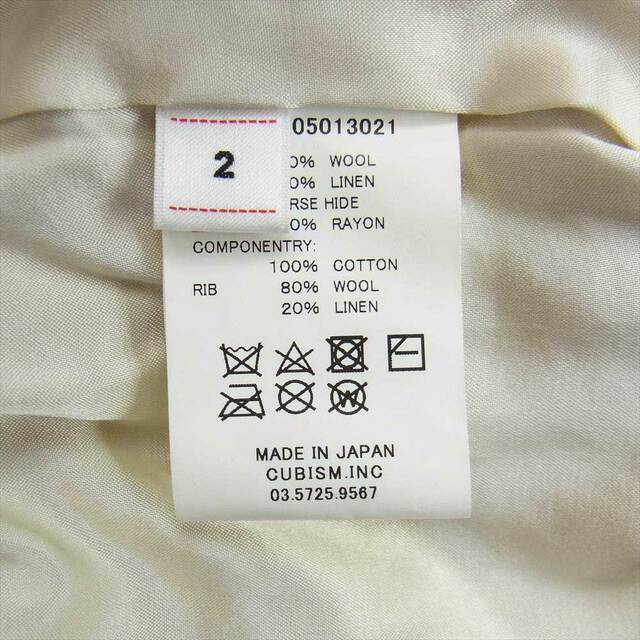 05013021
2
0% WOOL
0% LINEN
RSE HIDE
0% RAYON
COMPONENTRY:
100% COTTON
RIB 80% WOOL
20% LINEN
W
MADE IN JAPAN
CUBISM.INC
03.5725.9567